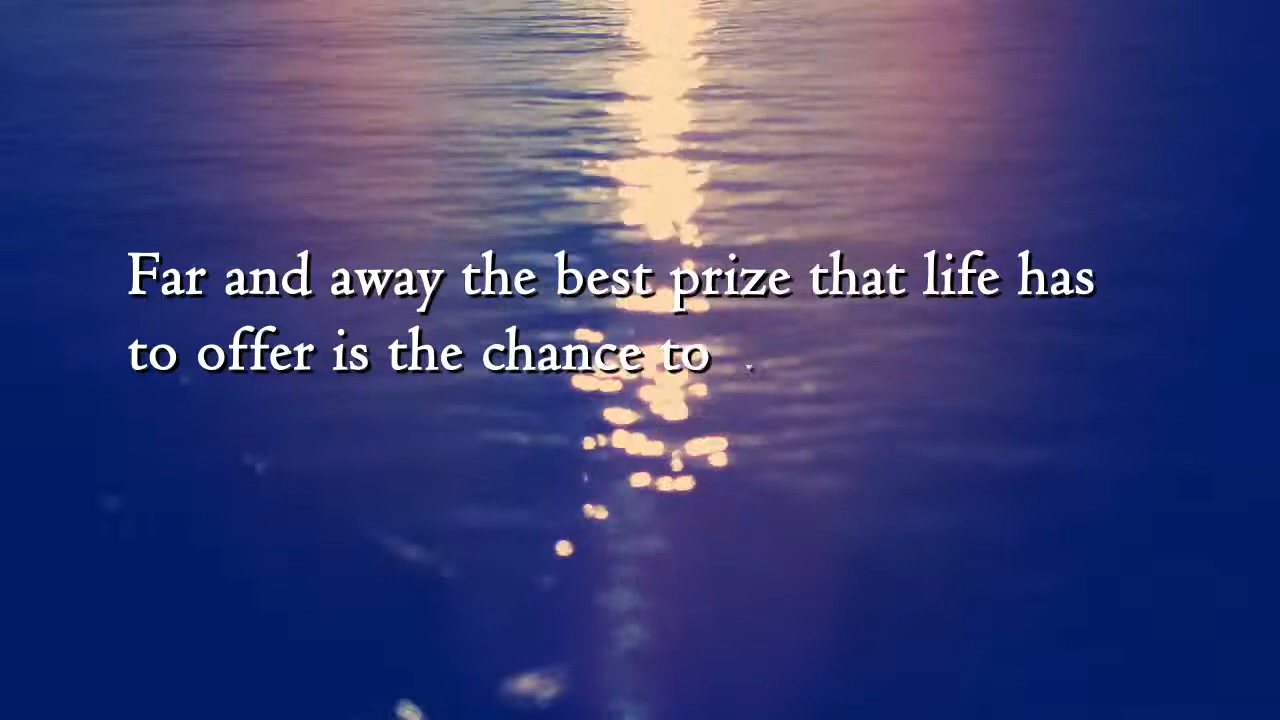 Far and away the best prize that life has
to offer is the chance to